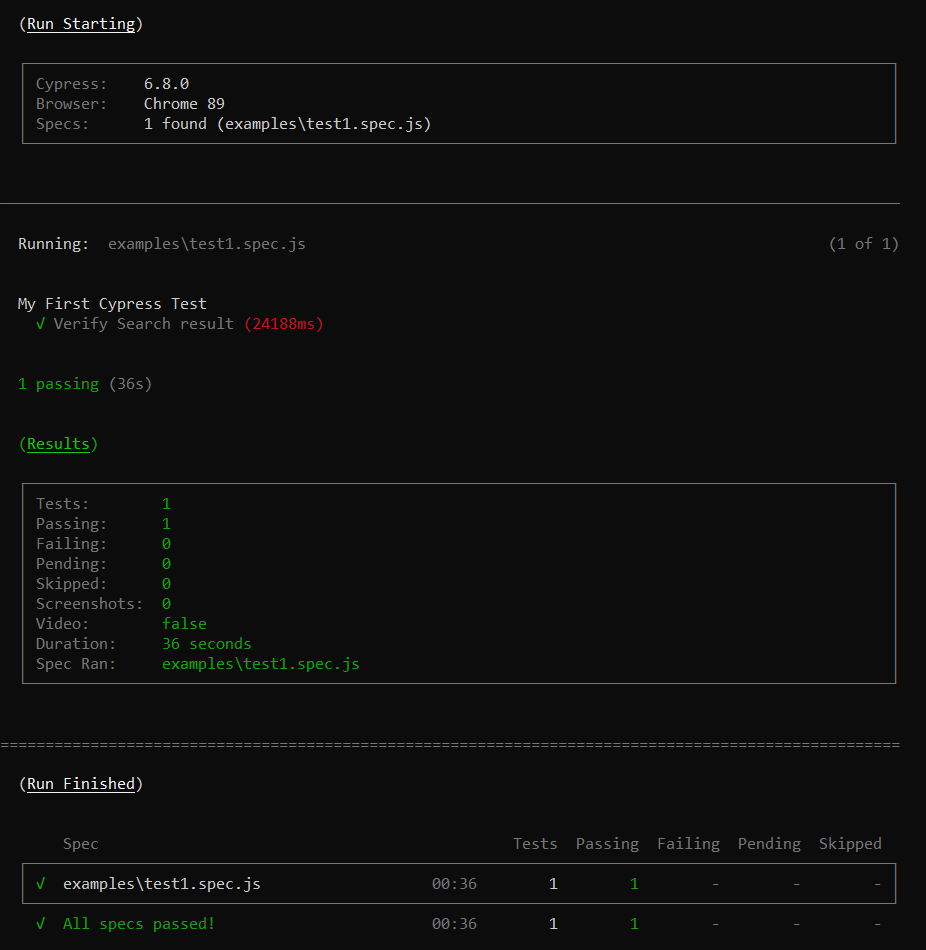 (Run Starting)
Cypress: 6.8.0
Browser: Chrome 89
Specs: 1 found (examples\test1.spec.js)
Running: examples\test1.spec.js (1 of 1)
My First Cypress Test
√ Verify Search result (24188ms)
1 passing (36s)
(Results)
Tests: 1
Passing: 1
Failing: 0
Pending: 0
Skipped: 0
Screenshots: 0
Video: false
Duration: 36 seconds
Spec Ran: examples\test1.spec.js
====================================================================================================
(Run Finished)
Spec Tests Passing Failing Pending Skipped
√ examples\test1.spec.js 00:36 1 1 - - -
√ All specs passed! 00:36 1 1 - - -